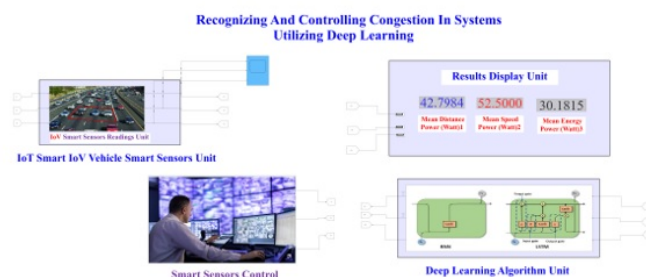 Recognizing And Controlling Congestion In Systems
Utilizing Deep Learning
IoV Smart Sensors Readings Unit
IoT Smart IoV Vehicle Smart Sensors Unit
Results Display Unit
42.7984
52.5000
30.1815
Mean Distance
Power (Watt)1
Mean Speed
Power (Watt)2
Mean Energy
Power (Watt)3
Smart Sensors Control
RNN
LSTM
Deep Learning Algorithm Unit